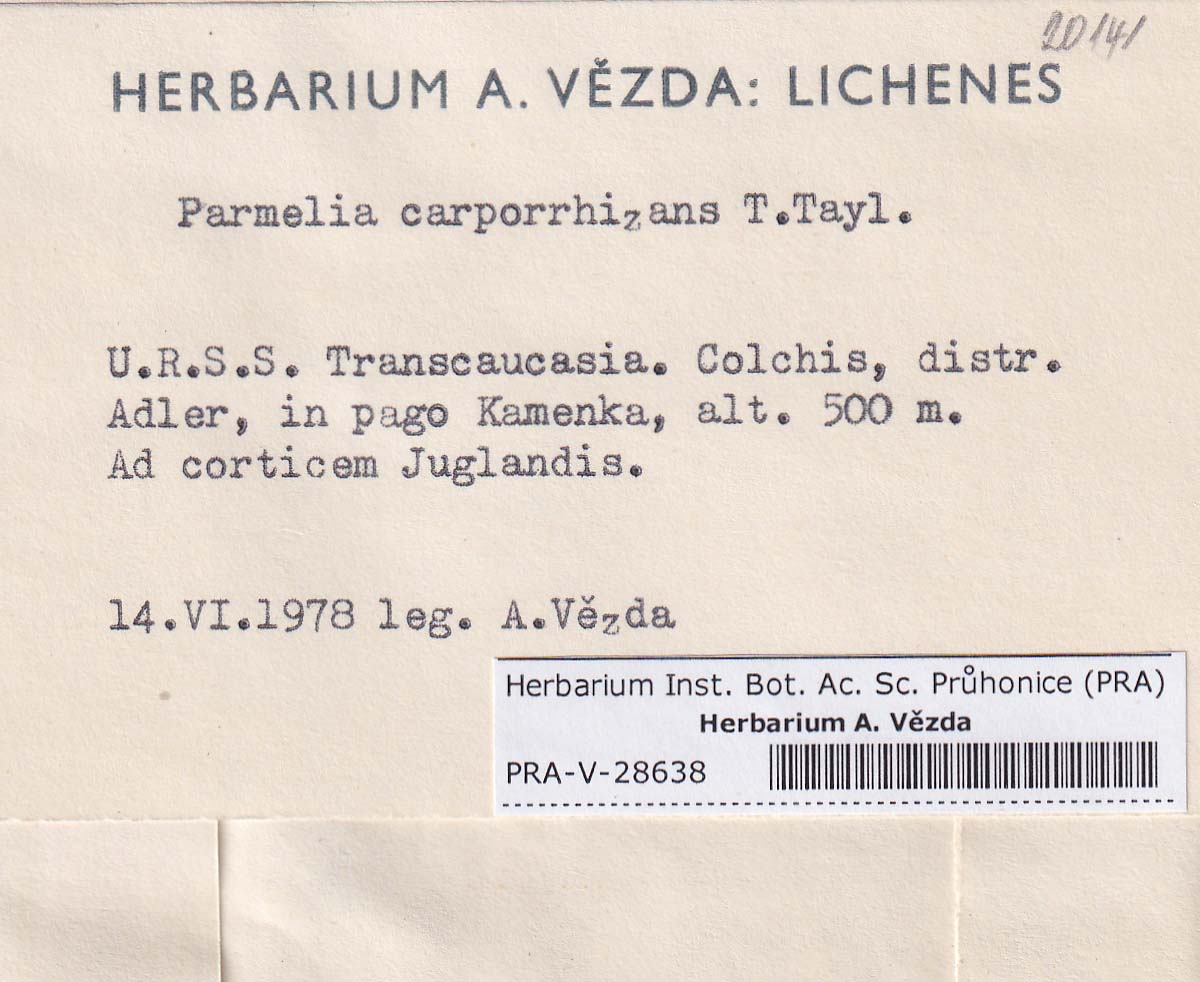 20141
HERBARIUM A. VĚZDA: LICHENES
Parmelia carporrhizans T.Tayl.
U.R.S.S. Transcaucasia. Colchis, distr.
Adler, in pago Kamenka, alt. 500 m.
Ad corticem Juglandis.
14.VI.1978 leg. A.Vězda
Herbarium Inst. Bot. Ac. Sc. Průhonice (PRA)
Herbarium A. Vězda
PRA-V-28638